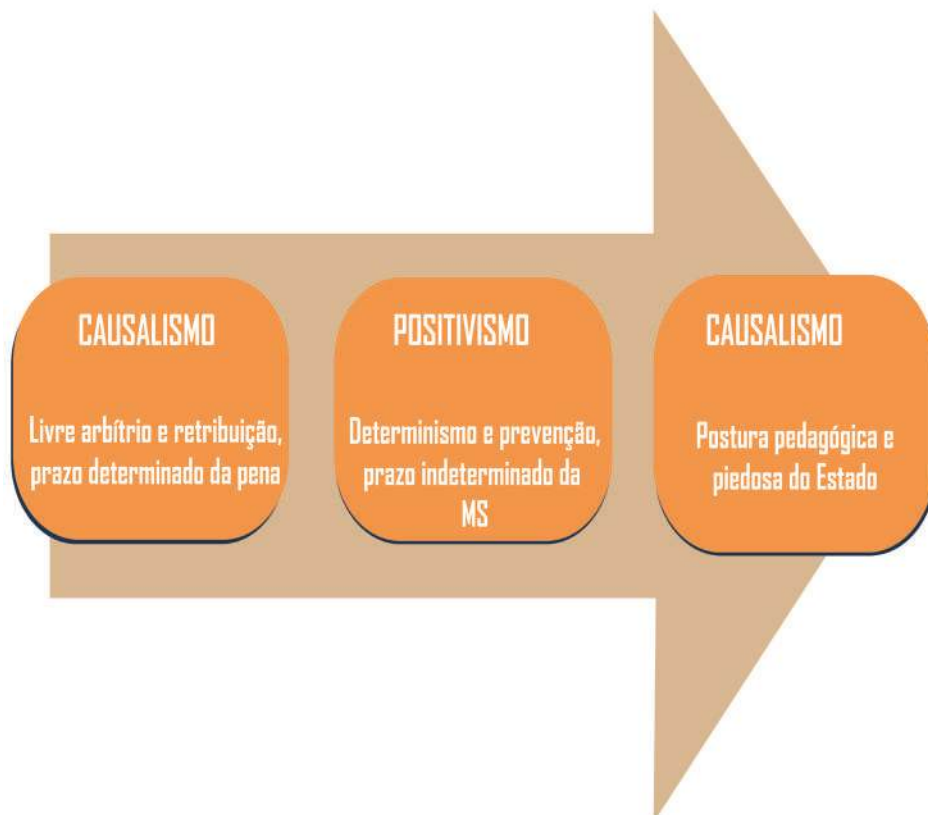 CAUSALISMO
Livre arbítrio e retribuição,
prazo determinado da pena
POSITIVISMO
Determinismo e prevenção,
prazo indeterminado da
MS
CAUSALISMO
Postura pedagógica e
piedosa do Estado